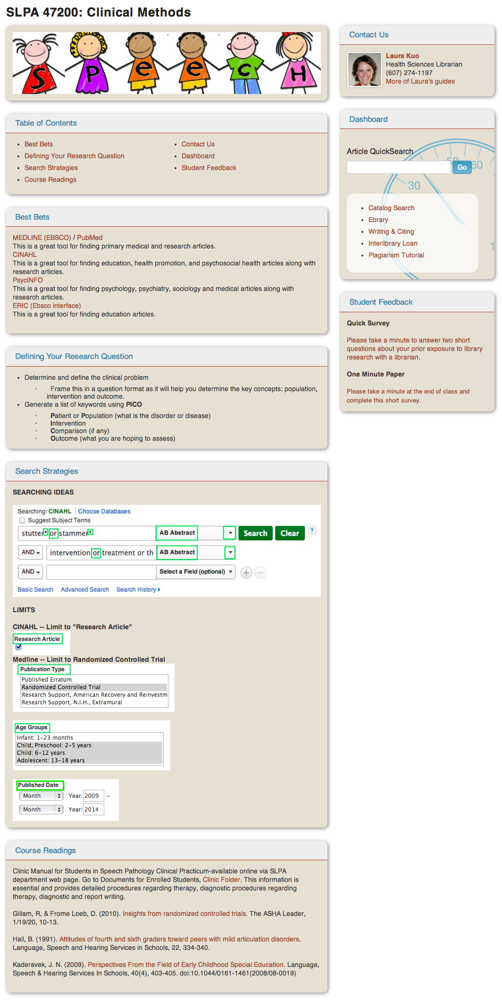 SLPA 47200: Clinical Methods
S P e e c H
Table of Contents
• Best Bets
• Defining Your Research Question
• Search Strategies
• Course Readings
• Contact Us
• Dashboard
• Student Feedback
Best Bets
MEDLINE (EBSCO) / PubMed
This is a great tool for finding primary medical and research articles.
CINAHL
This is a great tool for finding education, health promotion, and psychosocial health articles along with
research articles.
PsycINFO
This is a great tool for finding psychology, psychiatry, sociology and medical articles along with
research articles.
ERIC (Ebsco interface)
This is a great tool for finding education articles.
Defining Your Research Question
• Determine and define the clinical problem
· Frame this in a question format as it will help you determine the key concepts: population,
intervention and outcome.
• Generate a list of keywords using PICO
· Patient or Population (what is the disorder or disease)
· Intervention
· Comparison (if any)
· Outcome (what you are hoping to assess)
Search Strategies
SEARCHING IDEAS
Searching: CINAHL | Choose Databases
Suggest Subject Terms
stutter* or stammer* AB Abstract Search Clear ?
AND intervention or treatment or th AB Abstract
AND Select a Field (optional) + −
Basic Search Advanced Search Search History
LIMITS
CINAHL -- Limit to "Research Article"
Research Article
Medline -- Limit to Randomized Controlled Trial
Publication Type
Published Erratum
Randomized Controlled Trial
Research Support, American Recovery and Reinvestm
Research Support, N.I.H., Extramural
Age Groups
Infant: 1-23 months
Child, Preschool: 2-5 years
Child: 6-12 years
Adolescent: 13-18 years
Published Date
Month Year: 2009 –
Month Year: 2014
Course Readings
Clinic Manual for Students in Speech Pathology Clinical Practicum-available online via SLPA
department web page. Go to Documents for Enrolled Students, Clinic Folder. This information is
essential and provides detailed procedures regarding therapy, diagnostic procedures regarding
therapy, diagnostic and report writing.
Gillam, R, & Frome Loeb, D. (2010). Insights from randomized controlled trials. The ASHA Leader,
1/19/20, 10-13.
Hall, B. (1991). Attitudes of fourth and sixth graders toward peers with mild articulation disorders.
Language, Speech and Hearing Services in Schools, 22, 334-340.
Kaderavek, J. N. (2009). Perspectives From the Field of Early Childhood Special Education. Language,
Speech & Hearing Services In Schools, 40(4), 403-405. doi:10.1044/0161-1461(2008/08-0019)
Contact Us
Laura Kuo
Health Sciences Librarian
(607) 274-1197
More of Laura's guides
Dashboard
Article QuickSearch
Go
50
60
30
• Catalog Search
• Ebrary
• Writing & Citing
• Interlibrary Loan
• Plagiarism Tutorial
Student Feedback
Quick Survey
Please take a minute to answer two short
questions about your prior exposure to library
research with a librarian.
One Minute Paper
Please take a minute at the end of class and
complete this short survey.